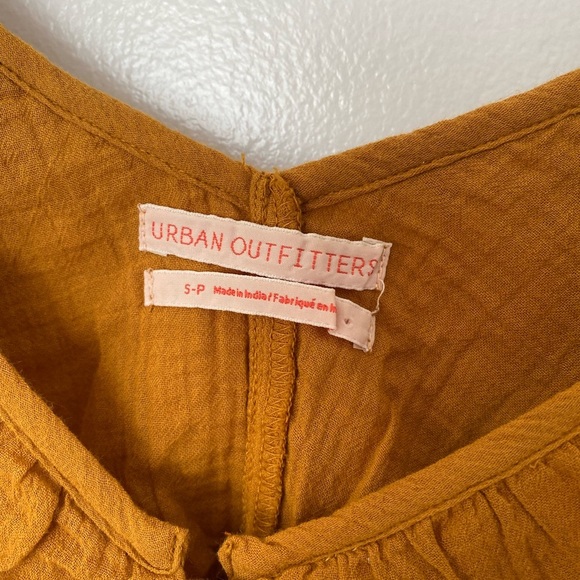 URBAN OUTFITTERS
S-P Made in India / Fabriqué en